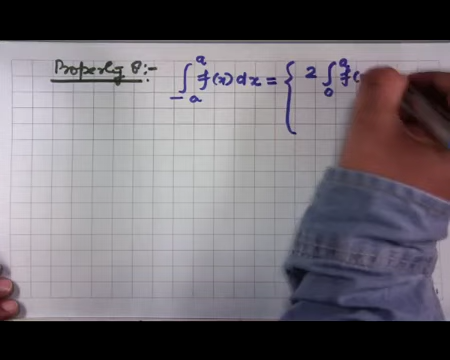 Property 8:- ∫_{-a}^{a} f(x) dx = { 2 ∫_{0}^{a} f(